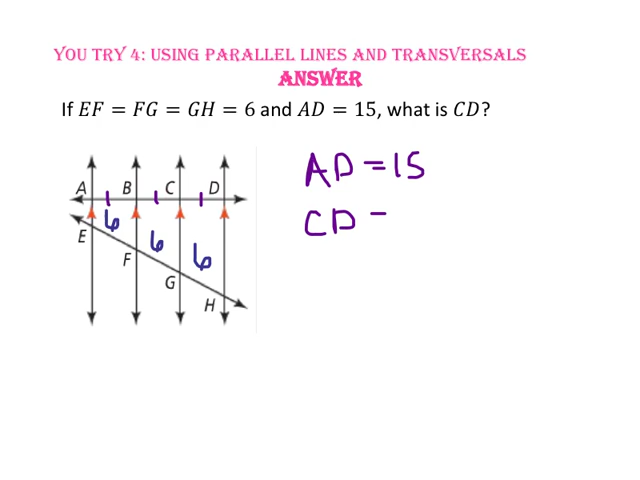 YOU TRY 4: USING PARALLEL LINES AND TRANSVERSALS
ANSWER
If EF = FG = GH = 6 and AD = 15, what is CD?
A B C D
AD = 15
CD =
E 6
F 6
G 6
H